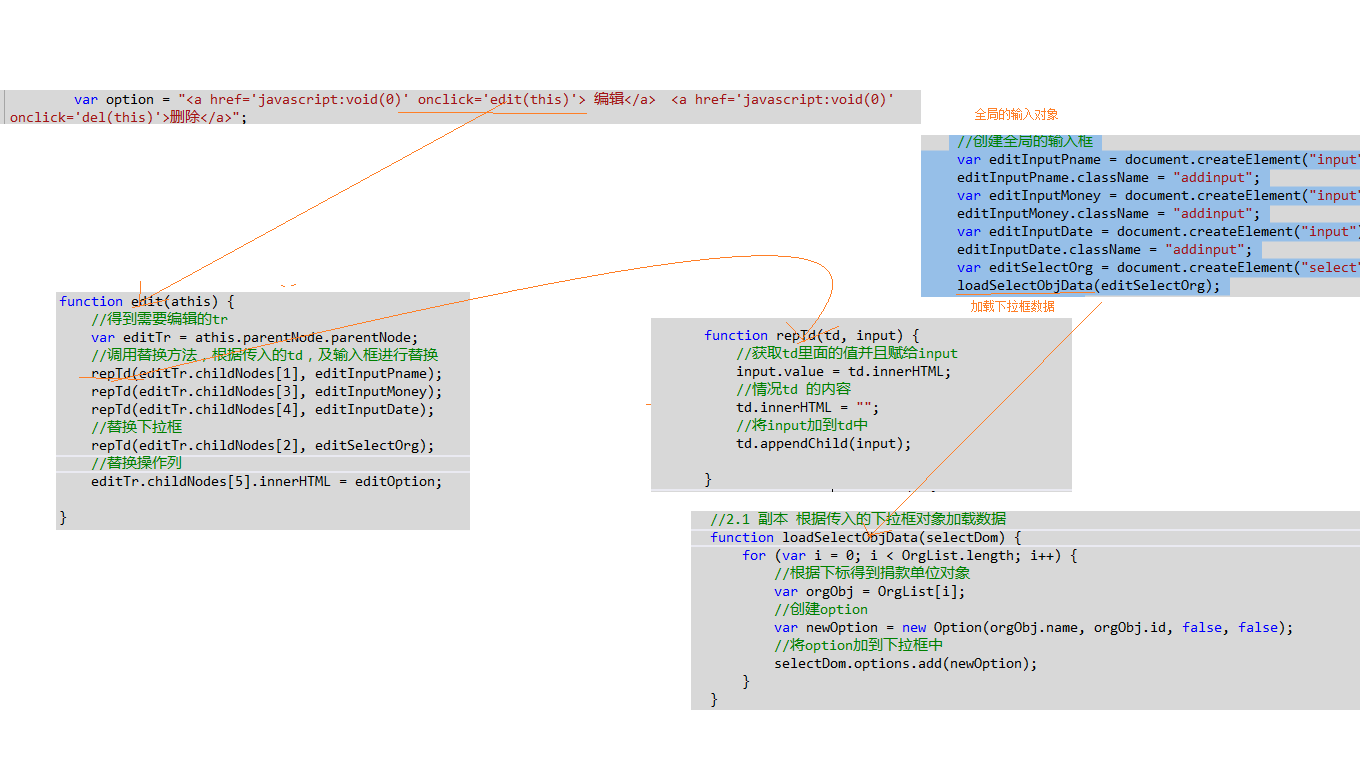 var option = "<a href='javascript:void(0)' onclick='edit(this)'> 编辑</a>  <a href='javascript:void(0)'
onclick='del(this)'>删除</a>";
全局的输入对象
//创建全局的输入框
var editInputPname = document.createElement("input"
editInputPname.className = "addinput";
var editInputMoney = document.createElement("input"
editInputMoney.className = "addinput";
var editInputDate = document.createElement("input")
editInputDate.className = "addinput";
var editSelectOrg = document.createElement("select"
loadSelectObjData(editSelectOrg);
加载下拉框数据
function edit(athis) {
//得到需要编辑的tr
var editTr = athis.parentNode.parentNode;
//调用替换方法，根据传入的td，及输入框进行替换
repTd(editTr.childNodes[1], editInputPname);
repTd(editTr.childNodes[3], editInputMoney);
repTd(editTr.childNodes[4], editInputDate);
//替换下拉框
repTd(editTr.childNodes[2], editSelectOrg);
//替换操作列
editTr.childNodes[5].innerHTML = editOption;
}
function repTd(td, input) {
//获取td里面的值并且赋给input
input.value = td.innerHTML;
//情况td 的内容
td.innerHTML = "";
//将input加到td中
td.appendChild(input);
}
//2.1 副本 根据传入的下拉框对象加载数据
function loadSelectObjData(selectDom) {
for (var i = 0; i < OrgList.length; i++) {
//根据下标得到捐款单位对象
var orgObj = OrgList[i];
//创建option
var newOption = new Option(orgObj.name, orgObj.id, false, false);
//将option加到下拉框中
selectDom.options.add(newOption);
}
}